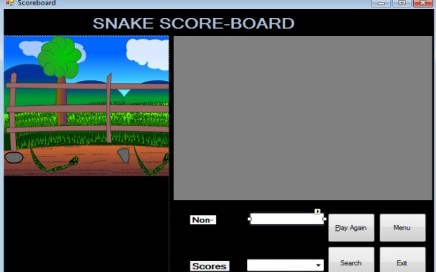 Scoreboard
SNAKE SCORE-BOARD
Non-
Play Again
Menu
Scores
Search
Exit